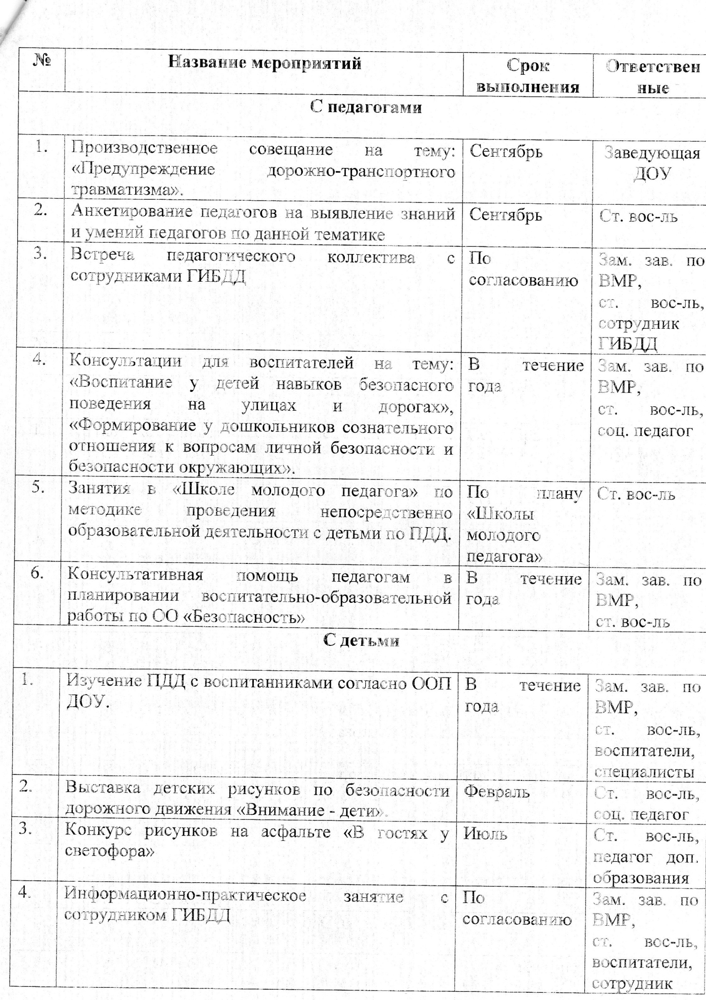 № Название мероприятий Срок Ответствен
выполнения ные
С педагогами
1. Производственное совещание на тему: Сентябрь Заведующая
«Предупреждение дорожно-транспортного ДОУ
травматизма».
2. Анкетирование педагогов на выявление знаний Сентябрь Ст. вос-ль
и умений педагогов по данной тематике
3. Встреча педагогического коллектива с По Зам. зав. по
сотрудниками ГИБДД согласованию ВМР,
ст. вос-ль,
сотрудник
ГИБДД
4. Консультации для воспитателей на тему: В течение Зам. зав. по
«Воспитание у детей навыков безопасного года ВМР,
поведения на улицах и дорогах», ст. вос-ль,
«Формирование у дошкольников сознательного соц. педагог
отношения к вопросам личной безопасности и
безопасности окружающих».
5. Занятия в «Школе молодого педагога» по По плану Ст. вос-ль
методике проведения непосредственно «Школы
образовательной деятельности с детьми по ПДД. молодого
педагога»
6. Консультативная помощь педагогам в В течение Зам. зав. по
планировании воспитательно-образовательной года ВМР,
работы по ОО «Безопасность» ст. вос-ль
С детьми
1. Изучение ПДД с воспитанниками согласно ООП В течение Зам. зав. по
ДОУ. года ВМР,
ст. вос-ль,
воспитатели,
специалисты
2. Выставка детских рисунков по безопасности Февраль Ст. вос-ль,
дорожного движения «Внимание - дети». соц. педагог
3. Конкурс рисунков на асфальте «В гостях у Июль Ст. вос-ль,
светофора» педагог доп.
образования
4. Информационно-практическое занятие с По Зам. зав. по
сотрудником ГИБДД согласованию ВМР,
ст. вос-ль,
воспитатели,
сотрудник